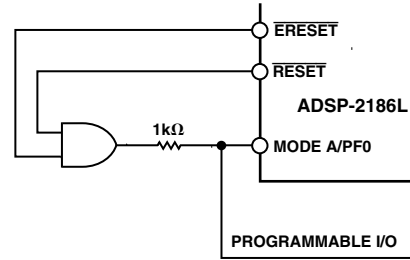 ERESET
RESET
ADSP-2186L
1kΩ
MODE A/PF0
PROGRAMMABLE I/O